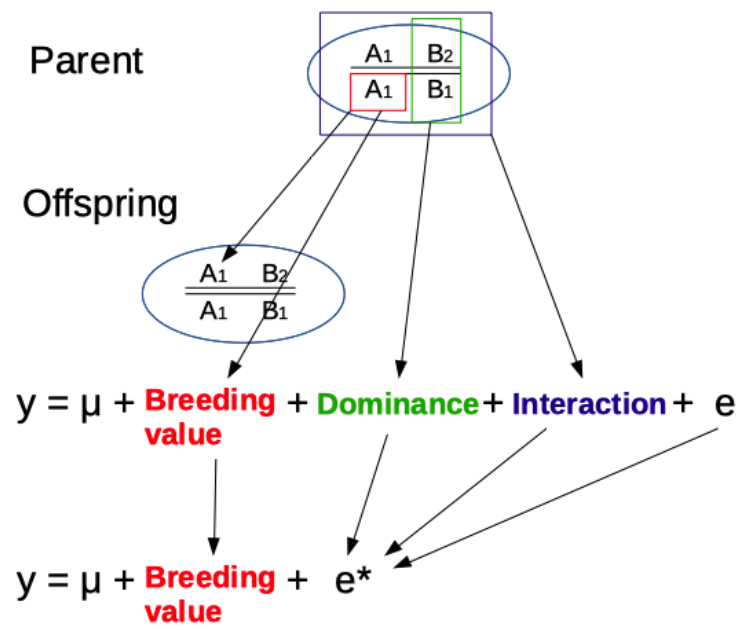 Parent
A1 B2
A1 B1
Offspring
A1 B2
A1 B1
y = μ + Breeding value + Dominance + Interaction + e
y = μ + Breeding value + e*